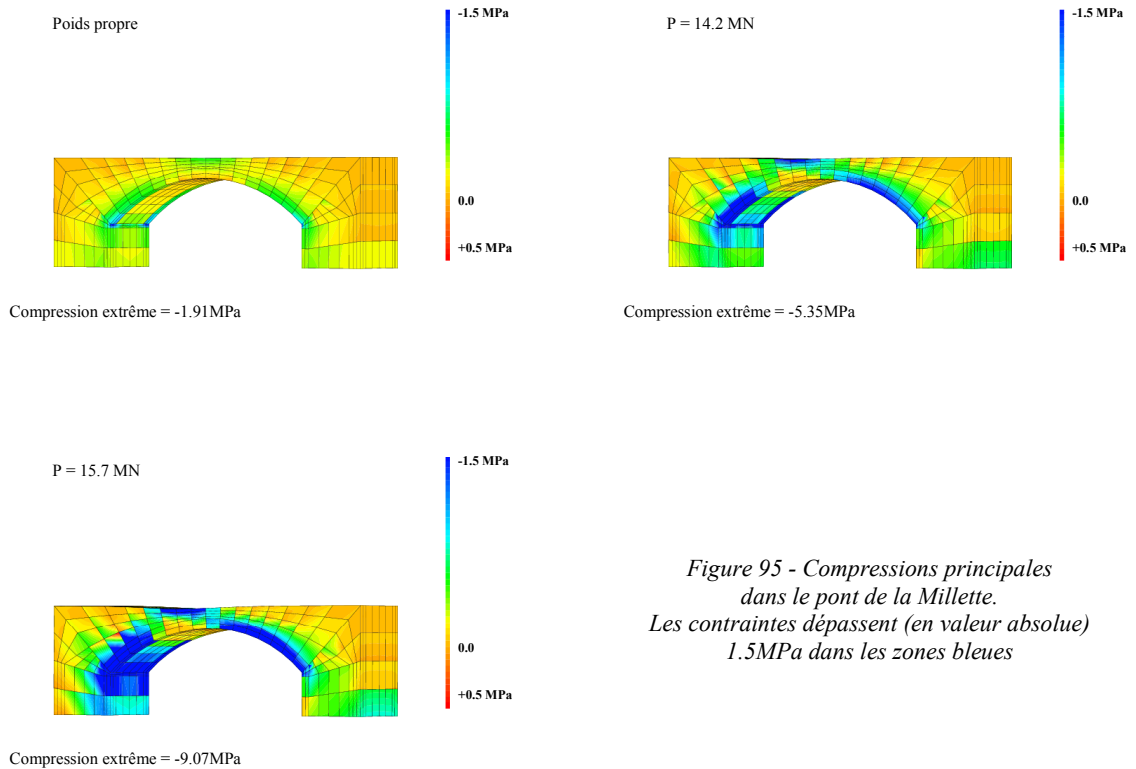 Poids propre
-1.5 MPa
0.0
+0.5 MPa
Compression extrême = -1.91MPa
P = 14.2 MN
-1.5 MPa
0.0
+0.5 MPa
Compression extrême = -5.35MPa
P = 15.7 MN
-1.5 MPa
0.0
+0.5 MPa
Compression extrême = -9.07MPa
Figure 95 - Compressions principales
dans le pont de la Millette.
Les contraintes dépassent (en valeur absolue)
1.5MPa dans les zones bleues